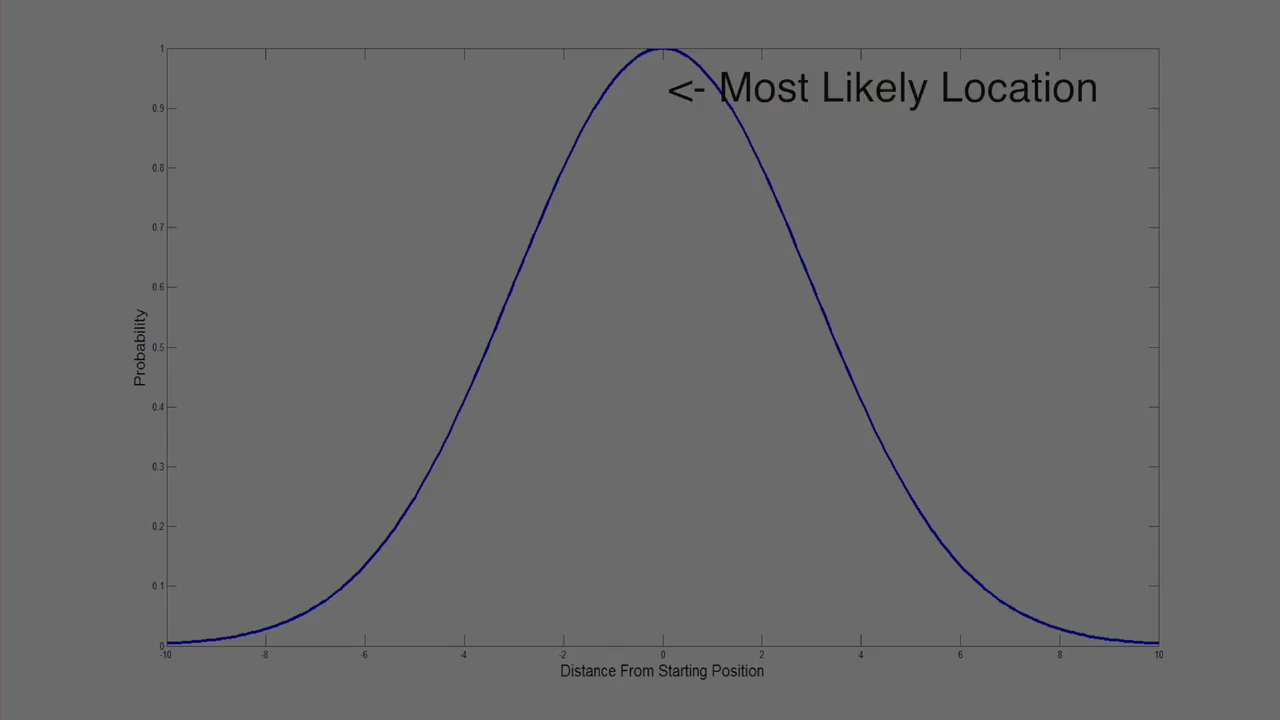 <- Most Likely Location
1
0.9
0.8
0.7
0.6
0.5
0.4
0.3
0.2
0.1
0
Probability
-10 -8 -6 -4 -2 0 2 4 6 8 10
Distance From Starting Position